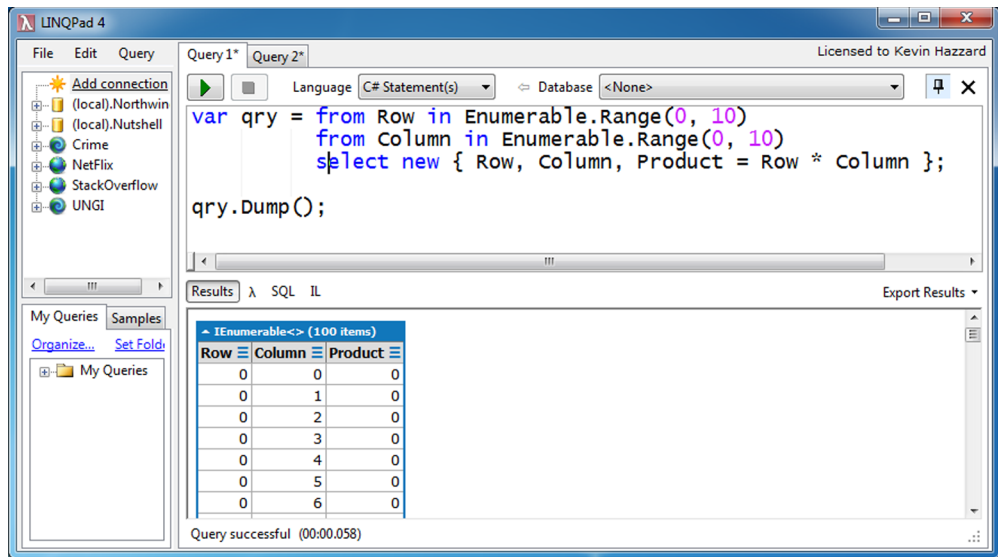 LINQPad 4
File Edit Query
Query 1* Query 2*
Licensed to Kevin Hazzard
Add connection
(local).Northwin
(local).Nutshell
Crime
NetFlix
StackOverflow
UNGI
Language C# Statement(s) Database <None>
var qry = from Row in Enumerable.Range(0, 10)
from Column in Enumerable.Range(0, 10)
select new { Row, Column, Product = Row * Column };
qry.Dump();
Results λ SQL IL
Export Results
My Queries Samples
Organize... Set Folde
My Queries
IEnumerable<> (100 items)
Row Column Product
0 0 0
0 1 0
0 2 0
0 3 0
0 4 0
0 5 0
0 6 0
Query successful (00:00.058)